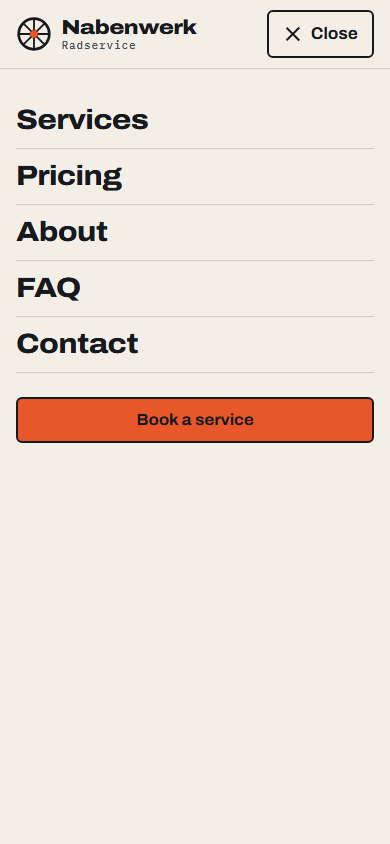 Nabenwerk
Radservice
Close
Services
Pricing
About
FAQ
Contact
Book a service